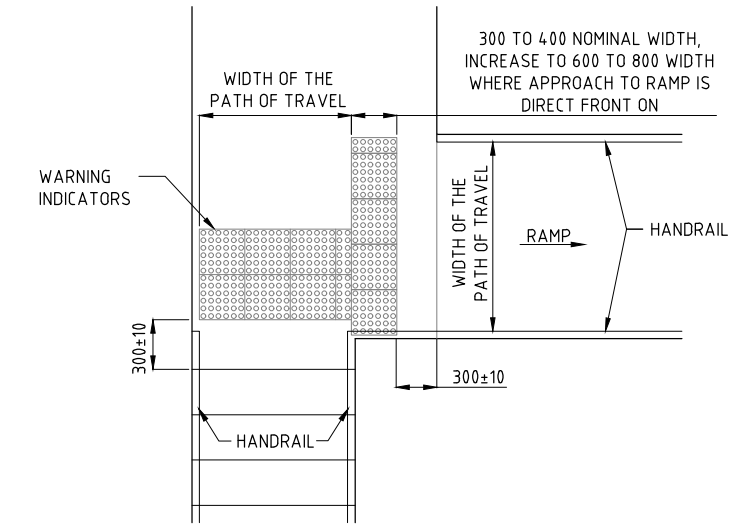 300 TO 400 NOMINAL WIDTH,
INCREASE TO 600 TO 800 WIDTH
WHERE APPROACH TO RAMP IS
DIRECT FRONT ON
WIDTH OF THE
PATH OF TRAVEL
WARNING
INDICATORS
WIDTH OF THE
PATH OF TRAVEL
RAMP
HANDRAIL
300±10
300±10
HANDRAIL